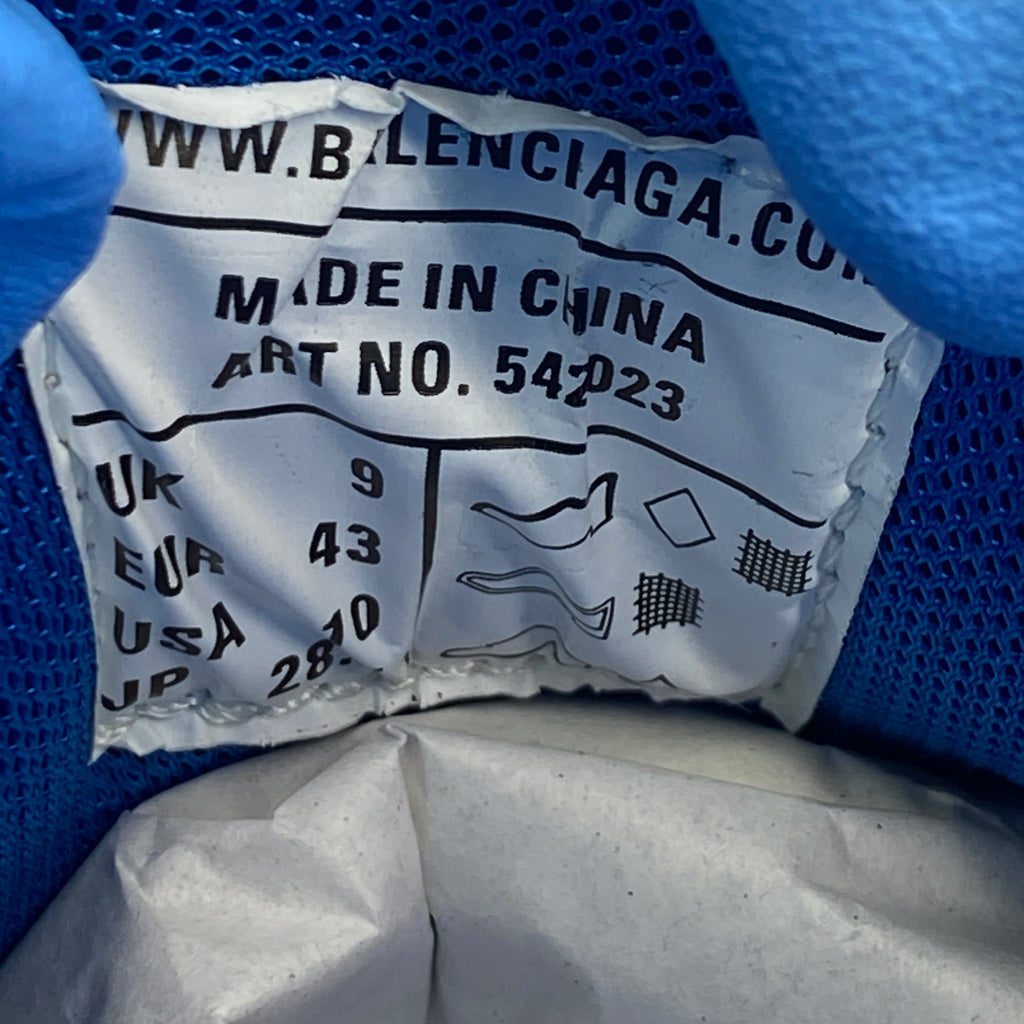 WWW.BALENCIAGA.COM
MADE IN CHINA
ART NO. 542023
UK 9
EUR 43
USA 10
JP 28.